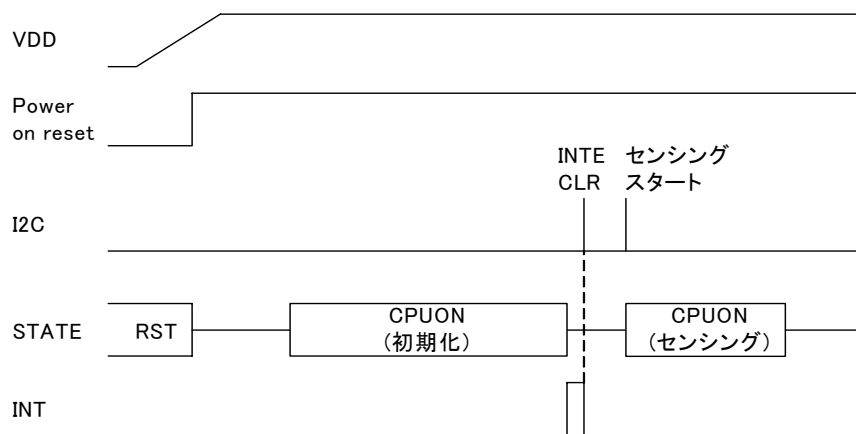 VDD
Power
on reset
INTE センシング
CLR スタート
I2C
STATE RST CPUON
(初期化) CPUON
(センシング)
INT